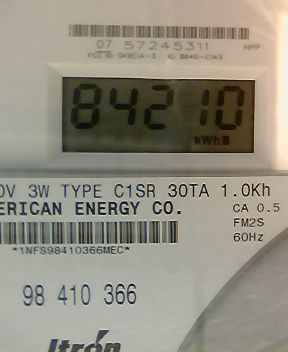 07 57245311
84210
kWh
0V 3W TYPE C1SR 30TA 1.0Kh
ERICAN ENERGY CO.
CA 0.5
FM2S
60Hz
*1NFS98410366MEC*
98 410 366
Itrón